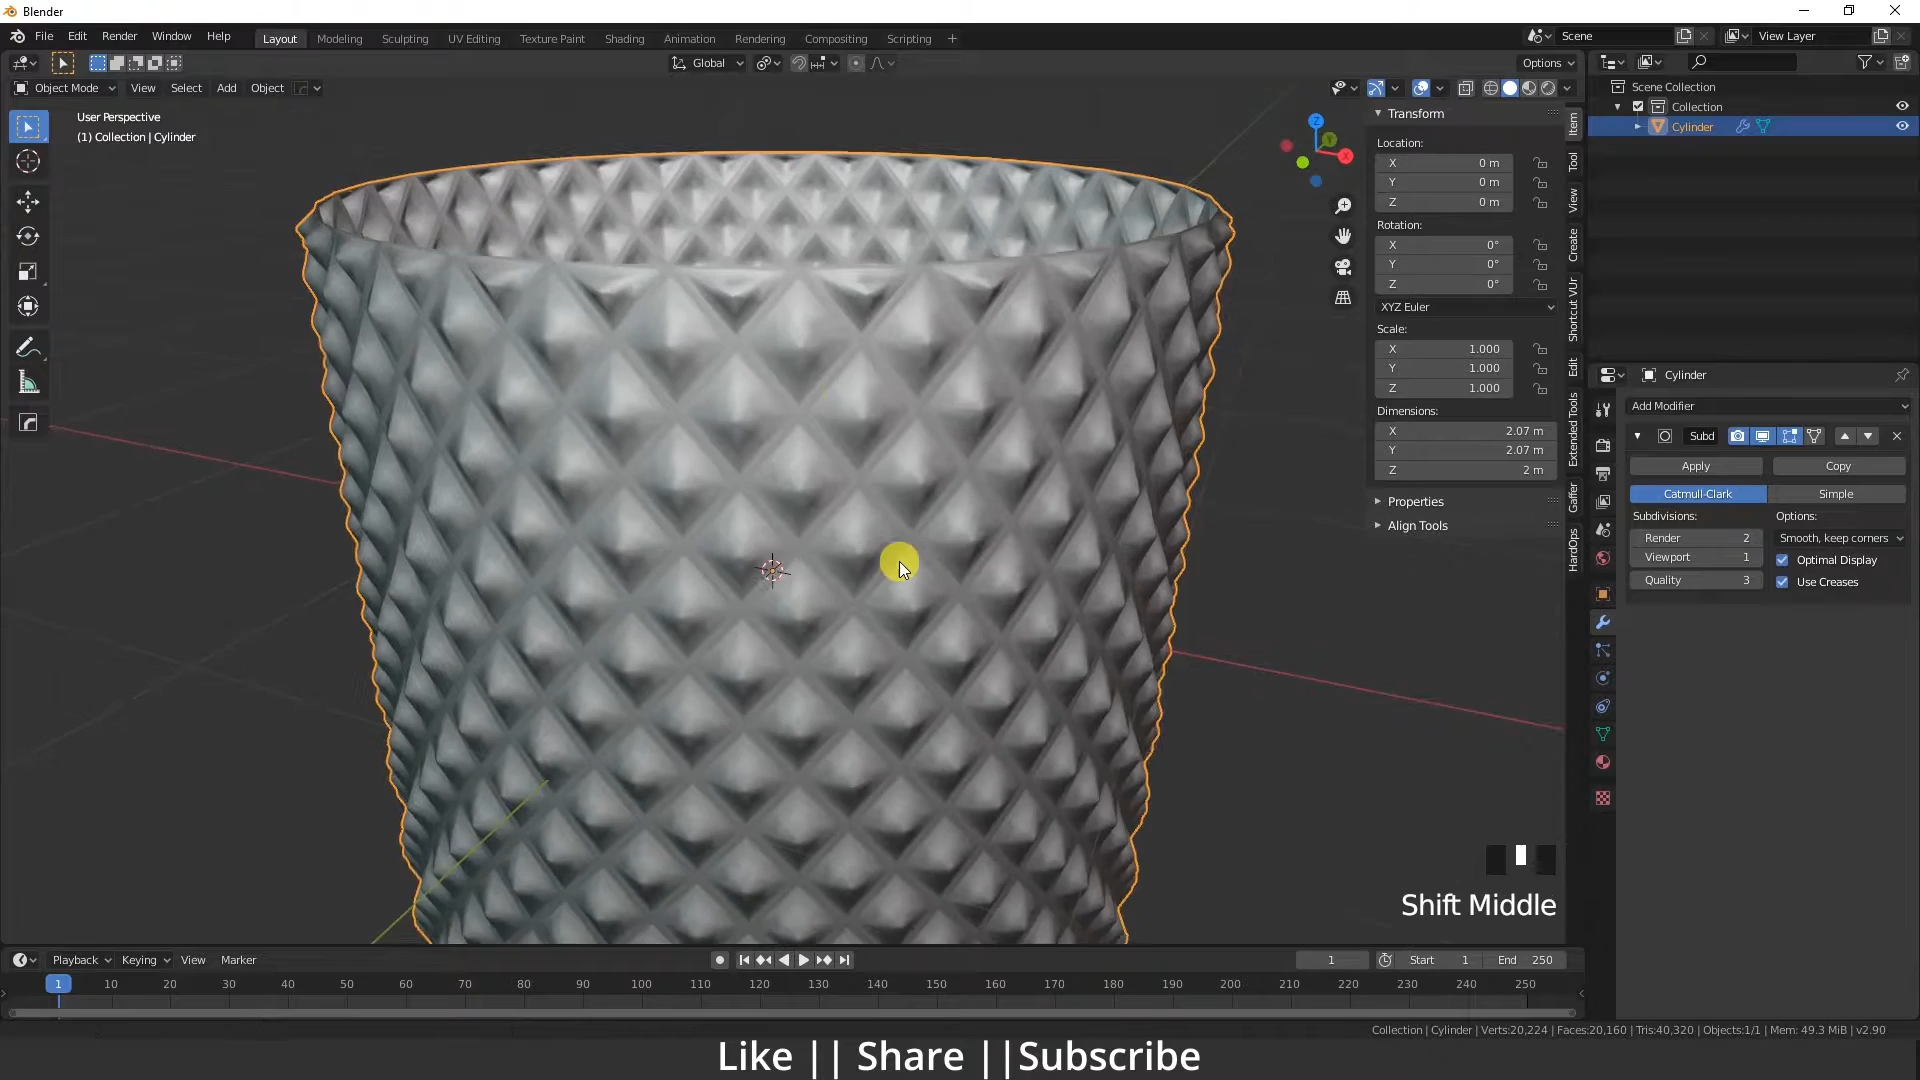 Blender
File Edit Render Window Help
Layout Modeling Sculpting UV Editing Texture Paint Shading Animation Rendering Compositing Scripting +
Scene
View Layer
Global
Options
Object Mode View Select Add Object
User Perspective
(1) Collection | Cylinder
Z
X
Transform
Location:
X 0 m
Y 0 m
Z 0 m
Rotation:
X 0°
Y 0°
Z 0°
XYZ Euler
Scale:
X 1.000
Y 1.000
Z 1.000
Dimensions:
X 2.07 m
Y 2.07 m
Z 2 m
Properties
Align Tools
Item
Tool
View
Create
Shortcut VUr
Edit
Extended Tools
Gaffer
HardOps
Scene Collection
Collection
Cylinder
Cylinder
Add Modifier
Subd
Apply Copy
Catmull-Clark Simple
Subdivisions: Options:
Render 2 Smooth, keep corners
Viewport 1 Optimal Display
Quality 3 Use Creases
Shift Middle
Playback Keying View Marker
1 Start 1 End 250
1 10 20 30 40 50 60 70 80 90 100 110 120 130 140 150 160 170 180 190 200 210 220 230 240 250
Collection | Cylinder | Verts:20,224 | Faces:20,160 | Tris:40,320 | Objects:1/1 | Mem: 49.3 MiB | v2.90
Like || Share ||Subscribe